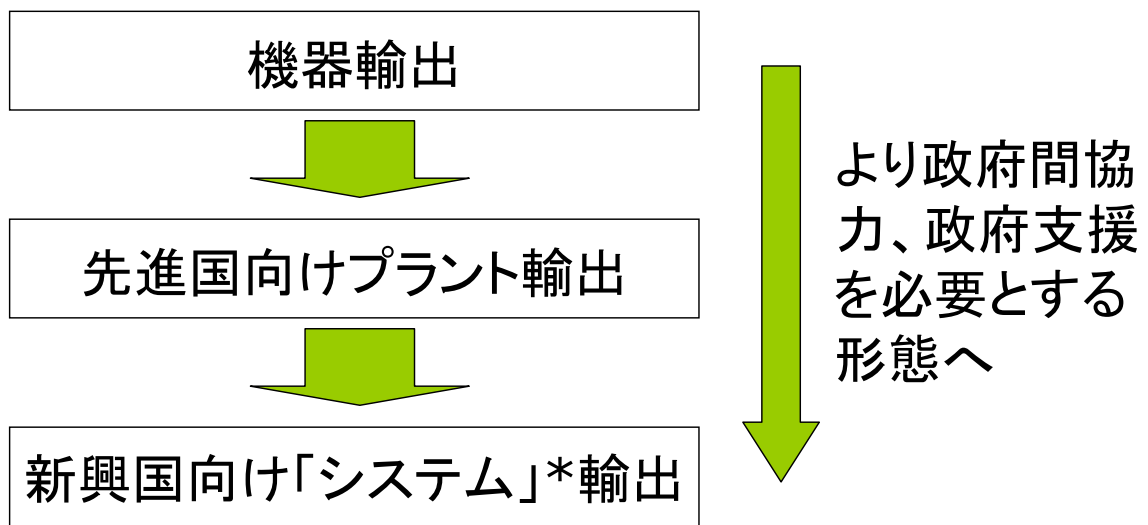 機器輸出
先進国向けプラント輸出
新興国向け「システム」*輸出
より政府間協
力、政府支援
を必要とする
形態へ